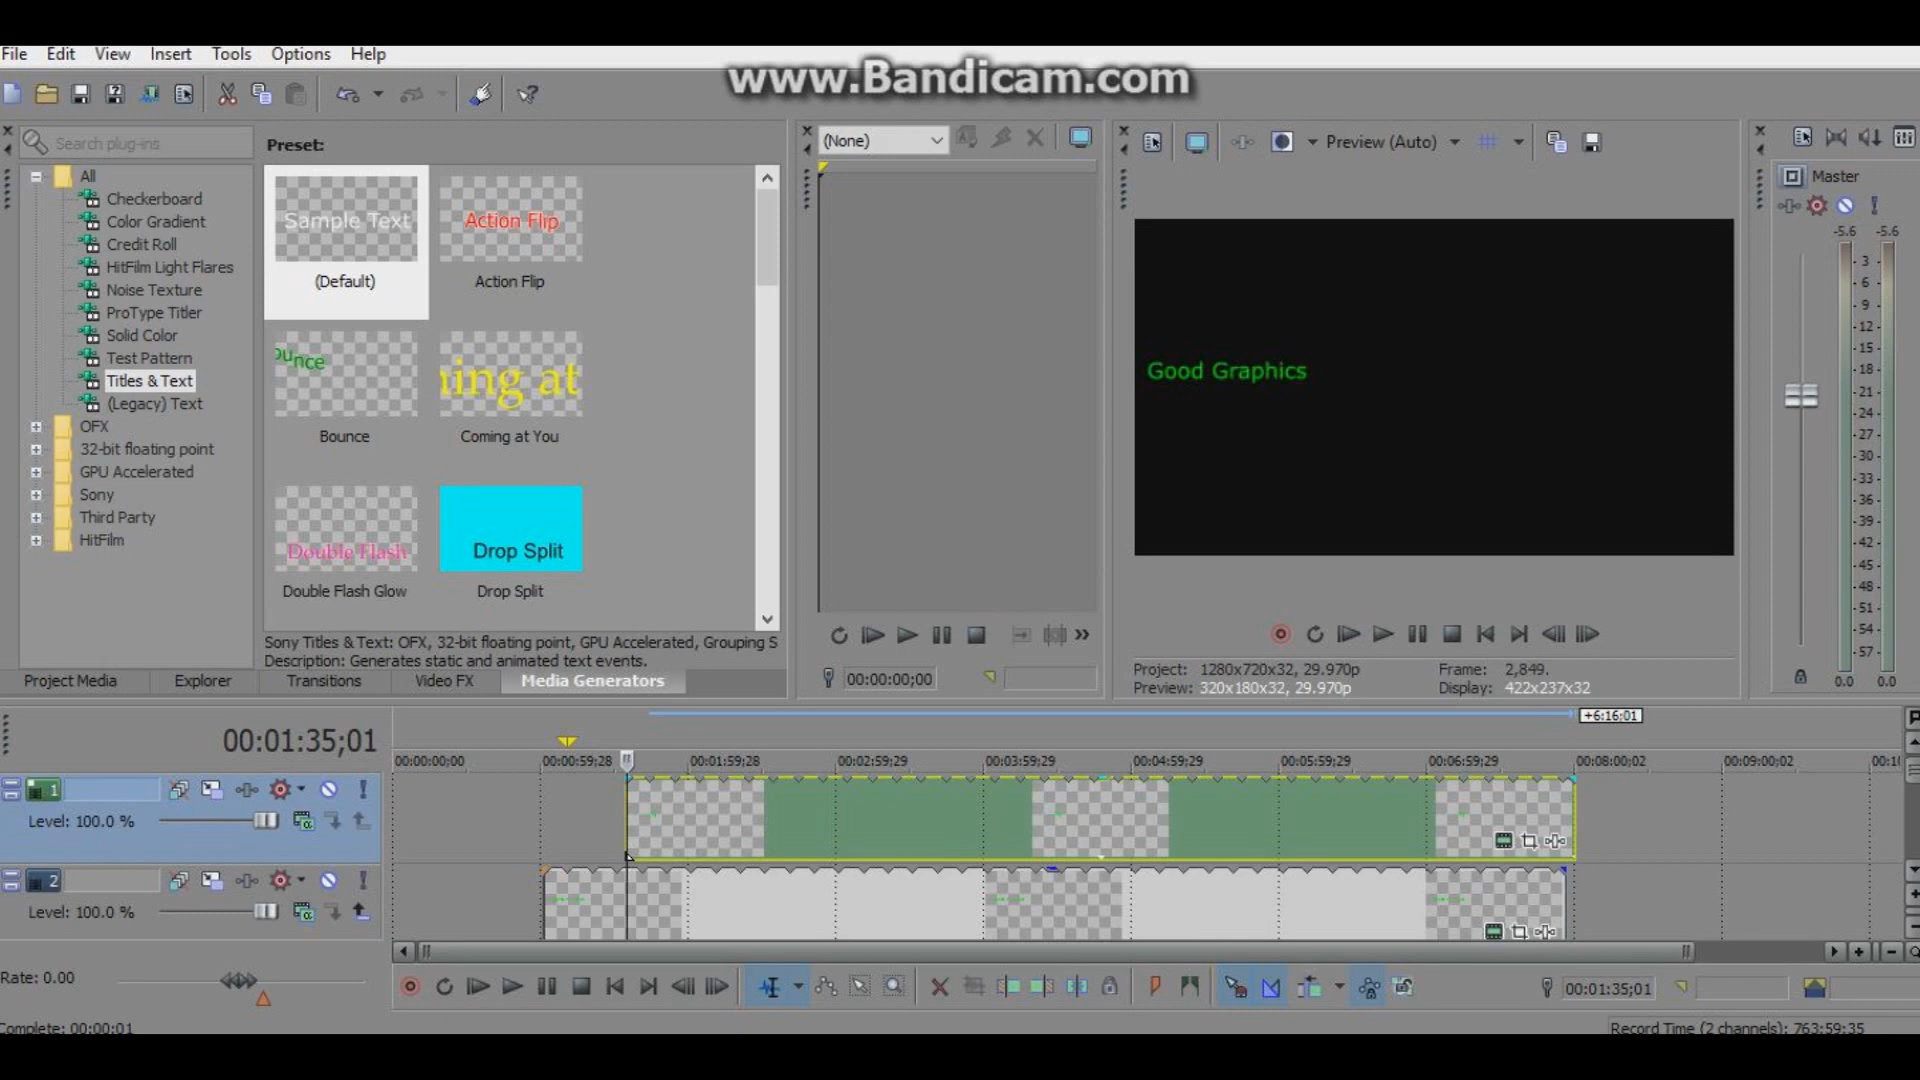 www.Bandicam.com
File Edit View Insert Tools Options Help
Search plug-ins
Preset:
(None)
Preview (Auto)
All
Checkerboard
Color Gradient
Credit Roll
HitFilm Light Flares
Noise Texture
ProType Titler
Solid Color
Test Pattern
Titles & Text
(Legacy) Text
OFX
32-bit floating point
GPU Accelerated
Sony
Third Party
HitFilm
Sample Text
(Default)
Action Flip
Action Flip
ounce
Bounce
ning at
Coming at You
Double Flash
Double Flash Glow
Drop Split
Drop Split
Sony Titles & Text: OFX, 32-bit floating point, GPU Accelerated, Grouping S
Description: Generates static and animated text events.
Project Media Explorer Transitions Video FX Media Generators
00:00:00;00
Good Graphics
Project: 1280x720x32, 29.970p Frame: 2,849.
Preview: 320x180x32, 29.970p Display: 422x237x32
Master
-5.6 -5.6
3
6
9
12
15
18
21
24
27
30
33
36
39
42
45
48
51
54
57
0.0 0.0
+6:16;01
00:01:35;01
00:00:00;00 00:00:59;28 00:01:59;28 00:02:59;29 00:03:59;29 00:04:59;29 00:05:59;29 00:06:59;29 00:08:00;02 00:09:00;02 00:10
1
Level: 100.0 %
2
Level: 100.0 %
Rate: 0.00
00:01:35;01
Complete: 00:00:01
Record Time (2 channels): 763:59:35